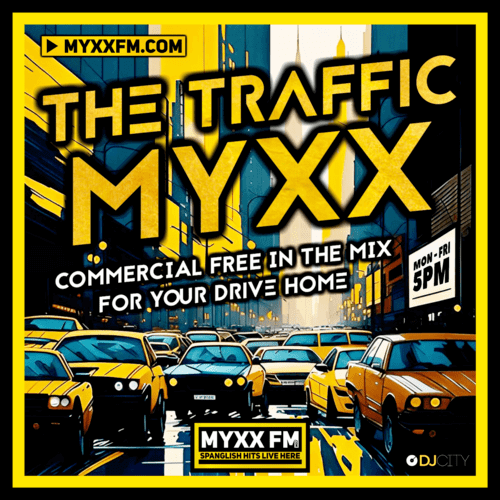 MYXXFM.COM
THE TRAFFIC
MYXX
COMMERCIAL FREE IN THE MIX
FOR YOUR DRIVE HOME
MON-FRI
5PM
MYXX FM
SPANGLISH HITS LIVE HERE
DJCITY